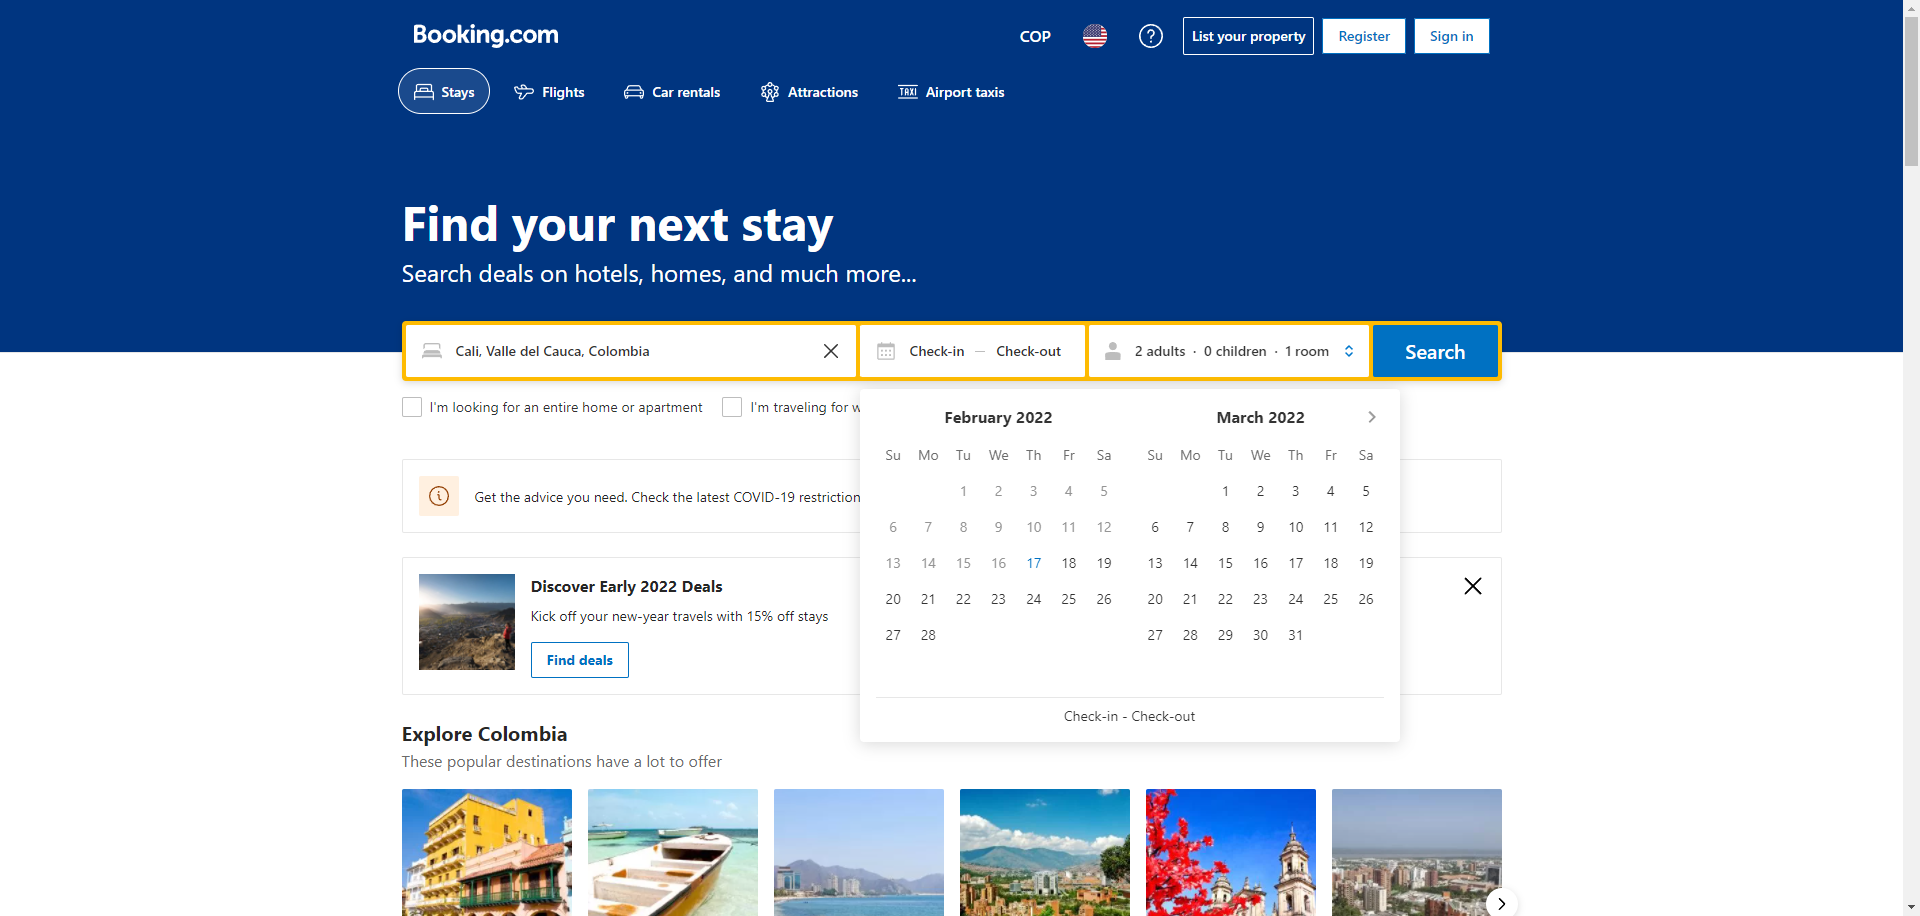 Booking.com
COP
List your property
Register
Sign in
Stays
Flights
Car rentals
Attractions
TAXI
Airport taxis
Find your next stay
Search deals on hotels, homes, and much more...
Cali, Valle del Cauca, Colombia
Check-in — Check-out
2 adults · 0 children · 1 room
Search
I'm looking for an entire home or apartment
I'm traveling for w
February 2022
Su Mo Tu We Th Fr Sa
1 2 3 4 5
6 7 8 9 10 11 12
13 14 15 16 17 18 19
20 21 22 23 24 25 26
27 28
March 2022
Su Mo Tu We Th Fr Sa
1 2 3 4 5
6 7 8 9 10 11 12
13 14 15 16 17 18 19
20 21 22 23 24 25 26
27 28 29 30 31
Check-in - Check-out
Get the advice you need. Check the latest COVID-19 restriction
Discover Early 2022 Deals
Kick off your new-year travels with 15% off stays
Find deals
Explore Colombia
These popular destinations have a lot to offer